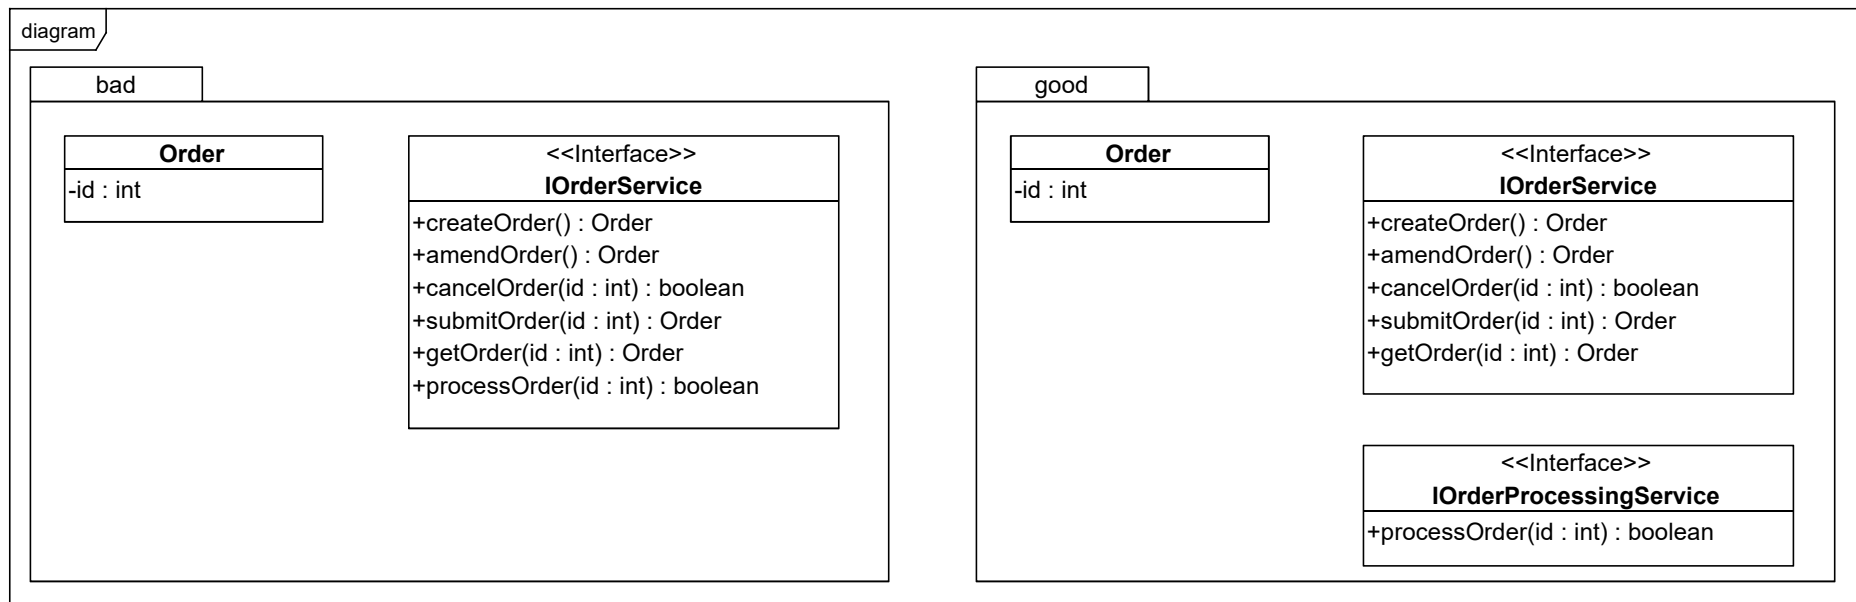 diagram
bad
Order
-id : int
<<Interface>>
IOrderService
+createOrder() : Order
+amendOrder() : Order
+cancelOrder(id : int) : boolean
+submitOrder(id : int) : Order
+getOrder(id : int) : Order
+processOrder(id : int) : boolean
good
Order
-id : int
<<Interface>>
IOrderService
+createOrder() : Order
+amendOrder() : Order
+cancelOrder(id : int) : boolean
+submitOrder(id : int) : Order
+getOrder(id : int) : Order
<<Interface>>
IOrderProcessingService
+processOrder(id : int) : boolean